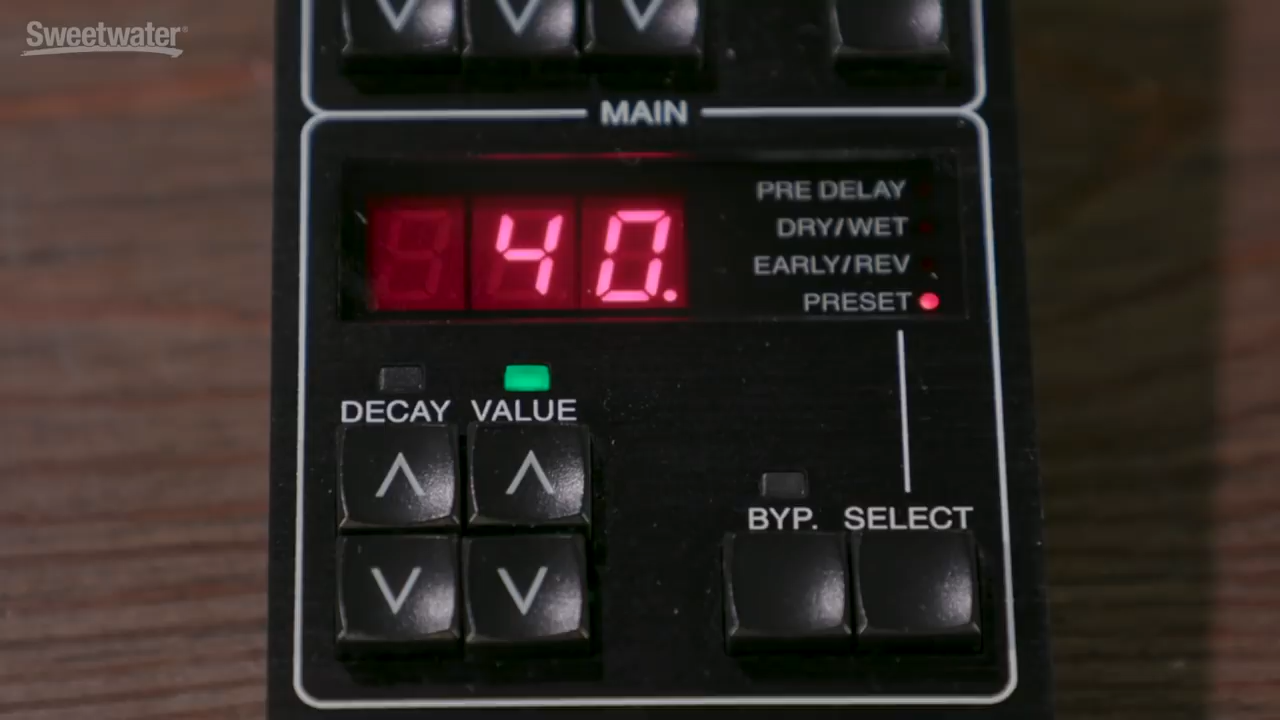 Sweetwater®
MAIN
40.
PRE DELAY
DRY/WET
EARLY/REV
PRESET
DECAY VALUE
BYP. SELECT